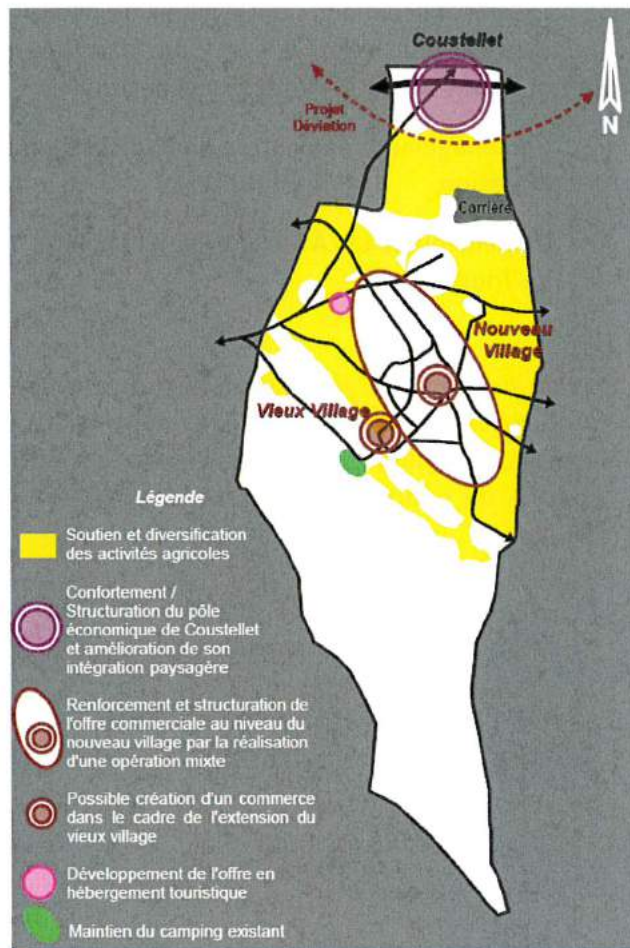 Coustellet
Projet
Déviation
N
Carrière
Nouveau
Village
Vieux Village
Légende
Soutien et diversification
des activités agricoles
Confortement /
Structuration du pôle
économique de Coustellet
et amélioration de son
intégration paysagère
Renforcement et structuration de
l'offre commerciale au niveau du
nouveau village par la réalisation
d'une opération mixte
Possible création d'un commerce
dans le cadre de l'extension du
vieux village
Développement de l'offre en
hébergement touristique
Maintien du camping existant